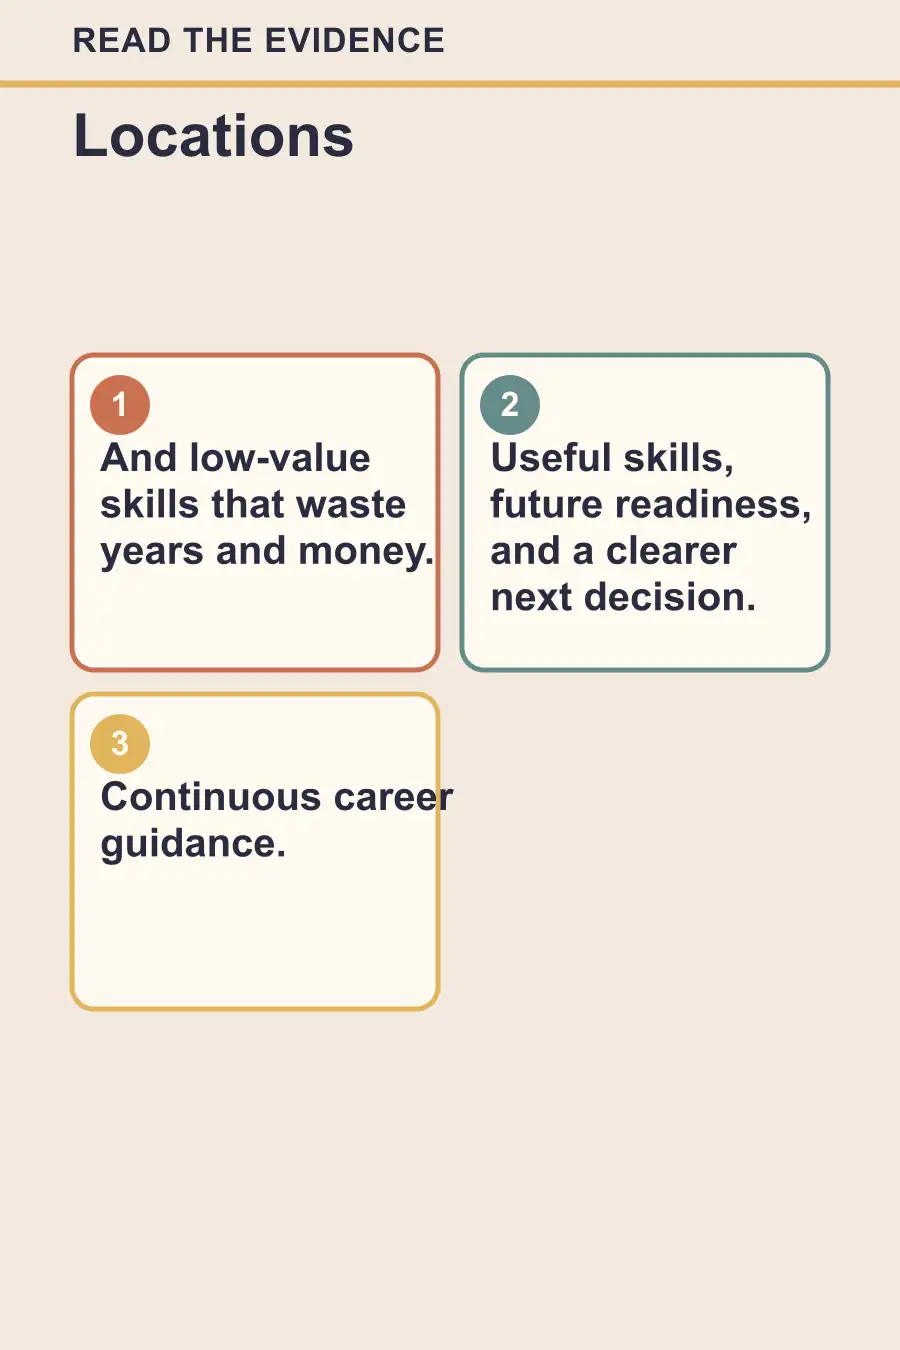 READ THE EVIDENCE
Locations
1
And low-value
skills that waste
years and money.
2
Useful skills,
future readiness,
and a clearer
next decision.
3
Continuous career
guidance.